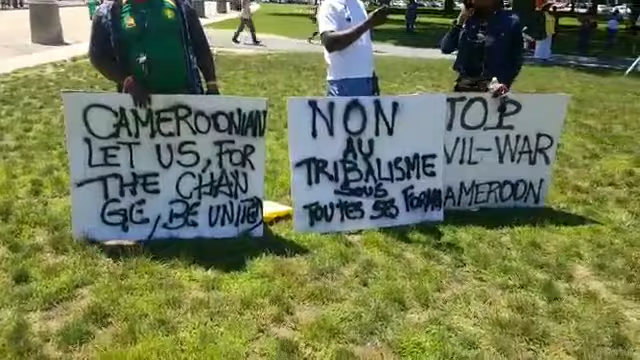 CAMEROONIAN
LET US, FOR
THE CHAN
GE, BE UNITED
NON
AU
TRIBALISME
SOUS
TOUTES SES FORM
TOP
VIL-WAR
AMEROON